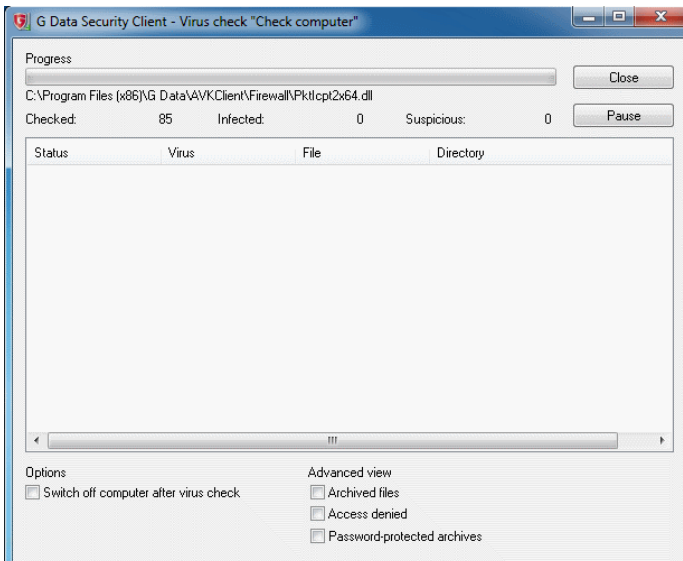 G Data Security Client - Virus check "Check computer"
Progress
Close
C:\Program Files (x86)\G Data\AVKClient\Firewall\PktIcpt2x64.dll
Checked: 85 Infected: 0 Suspicious: 0
Pause
Status Virus File Directory
Options Advanced view
Switch off computer after virus check Archived files
Access denied
Password-protected archives